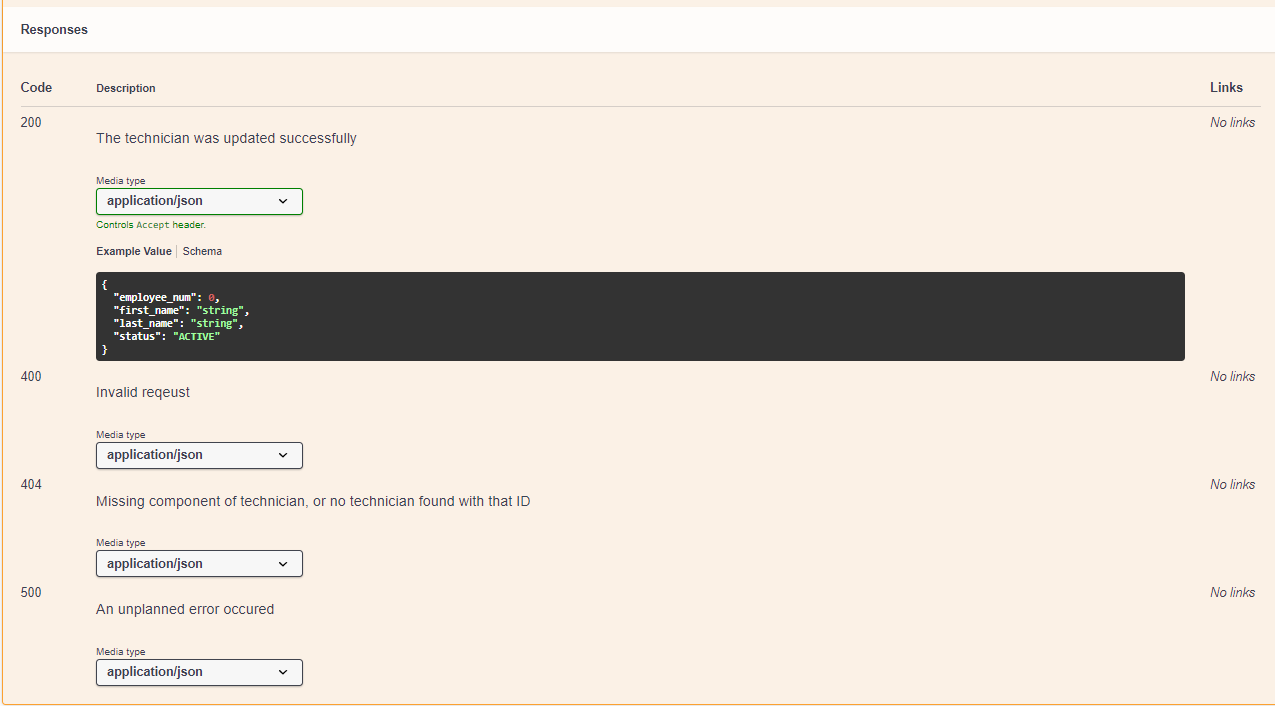 Responses
Code Description Links
200 No links
The technician was updated successfully
Media type
application/json
Controls Accept header.
Example Value Schema
{
"employee_num": 0,
"first_name": "string",
"last_name": "string",
"status": "ACTIVE"
}
400 No links
Invalid reqeust
Media type
application/json
404 No links
Missing component of technician, or no technician found with that ID
Media type
application/json
500 No links
An unplanned error occured
Media type
application/json